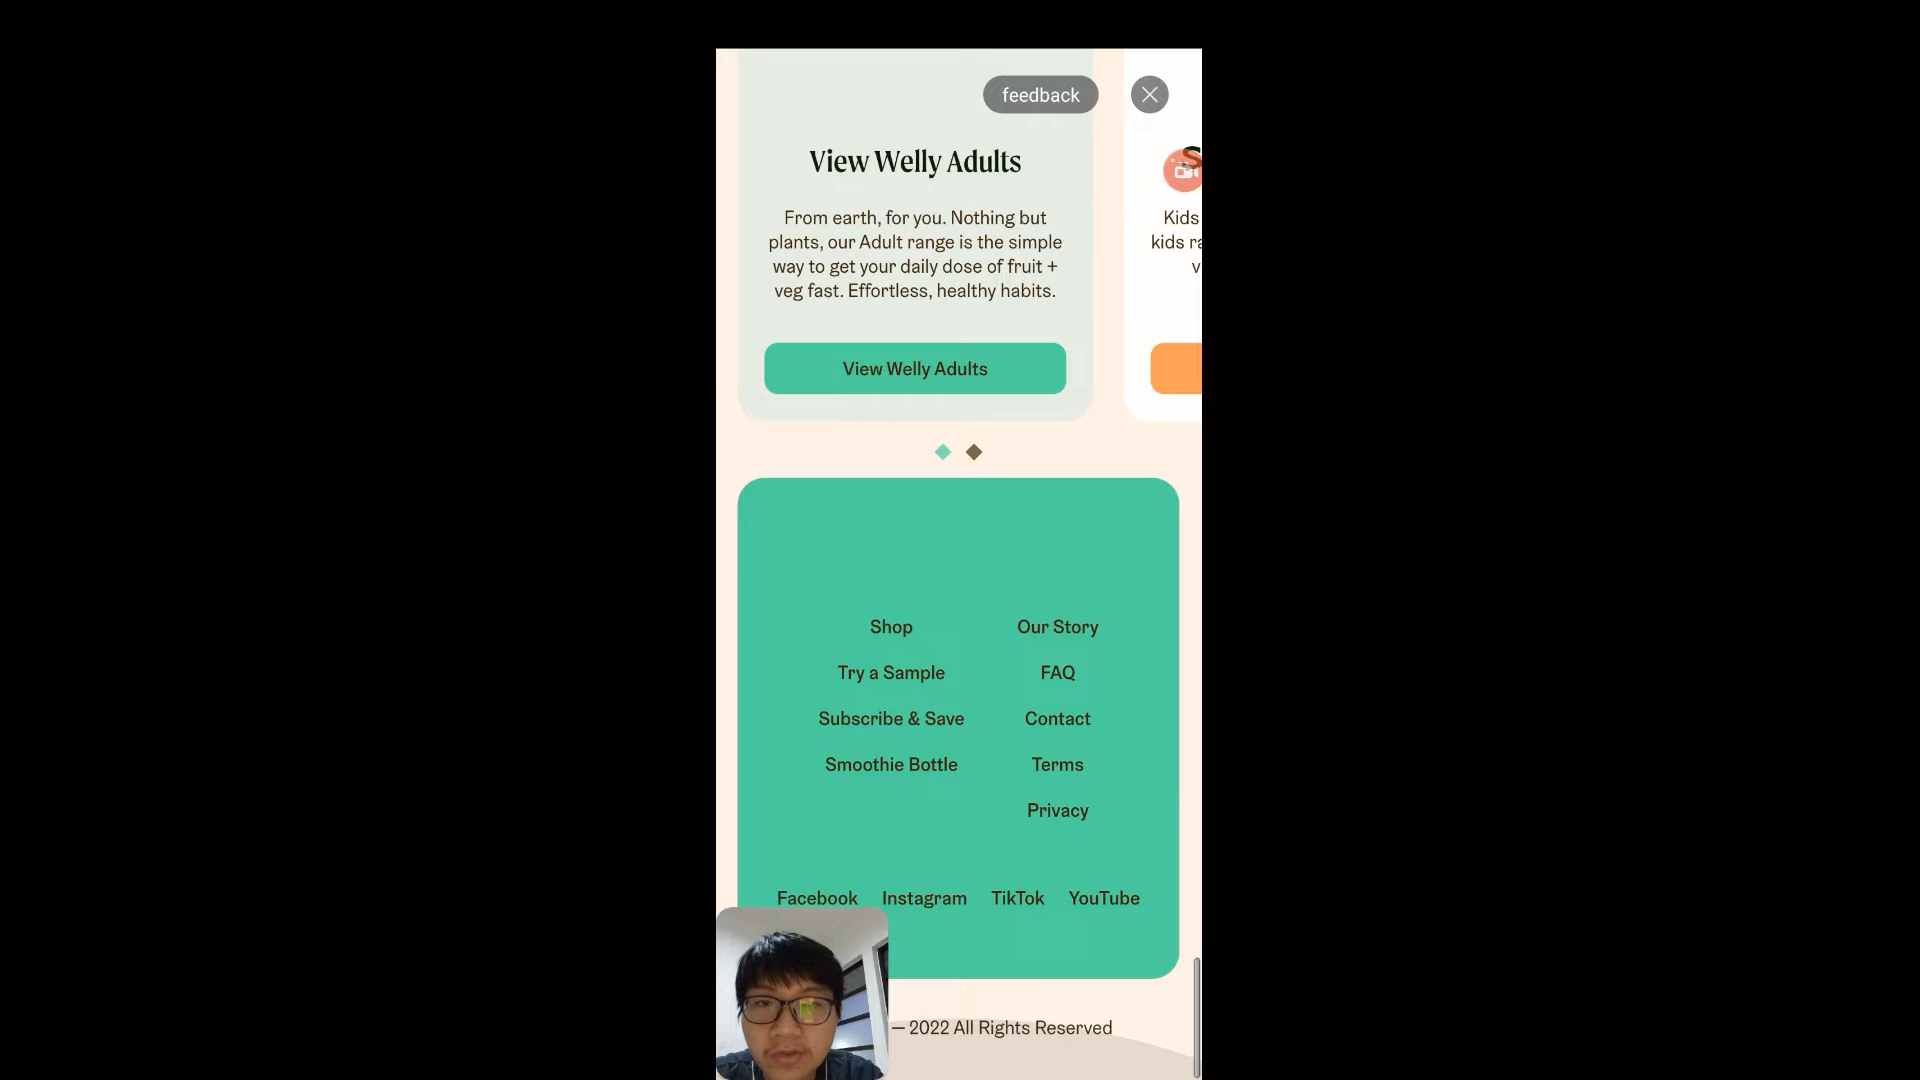 feedback
View Welly Adults
From earth, for you. Nothing but
plants, our Adult range is the simple
way to get your daily dose of fruit +
veg fast. Effortless, healthy habits.
View Welly Adults
Kids
kids
Shop
Our Story
Try a Sample
FAQ
Subscribe & Save
Contact
Smoothie Bottle
Terms
Privacy
Facebook Instagram TikTok YouTube
— 2022 All Rights Reserved